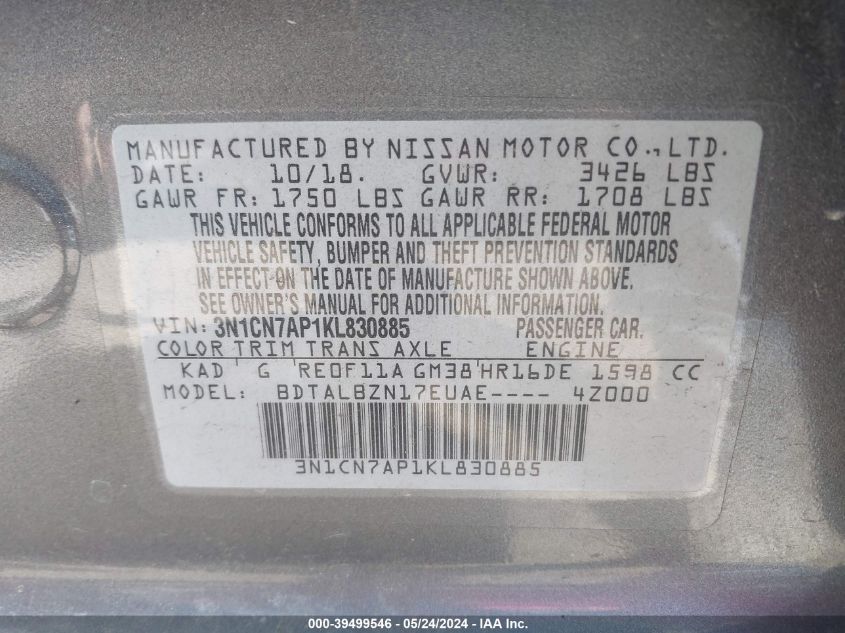 MANUFACTURED BY NISSAN MOTOR CO., LTD.
DATE: 10/18. GVWR: 3426 LBS
GAWR FR: 1750 LBS GAWR RR: 1708 LBS
THIS VEHICLE CONFORMS TO ALL APPLICABLE FEDERAL MOTOR
VEHICLE SAFETY, BUMPER AND THEFT PREVENTION STANDARDS
IN EFFECT ON THE DATE OF MANUFACTURE SHOWN ABOVE.
SEE OWNER'S MANUAL FOR ADDITIONAL INFORMATION.
VIN: 3N1CN7AP1KL830885 PASSENGER CAR.
COLOR TRIM TRANS AXLE ENGINE
KAD G RE0F11A GM38 HR16DE 1598 CC
MODEL: BDTALBZN17EUAE---- 4Z000
3N1CN7AP1KL830885
000-39499546 - 05/24/2024 - IAA Holdings, LLC.